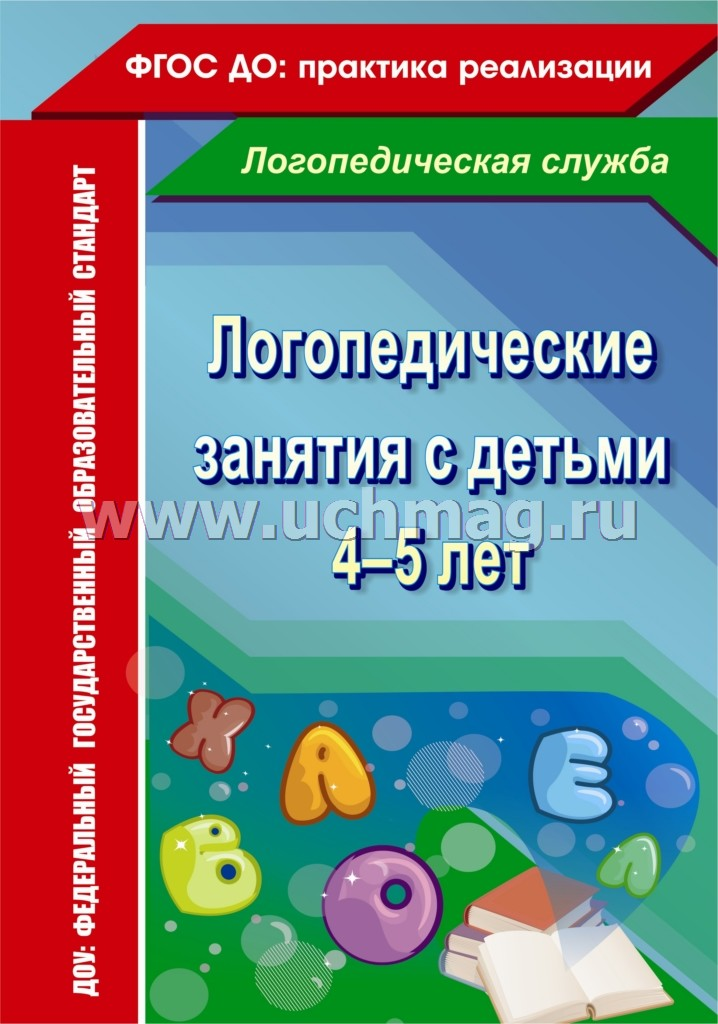 ФГОС ДО: практика реализации
Логопедическая служба
ДОУ: ФЕДЕРАЛЬНЫЙ ГОСУДАРСТВЕННЫЙ ОБРАЗОВАТЕЛЬНЫЙ СТАНДАРТ
Логопедические
занятия с детьми
www.uchmag.ru
4–5 лет
Х А Е
В О Л